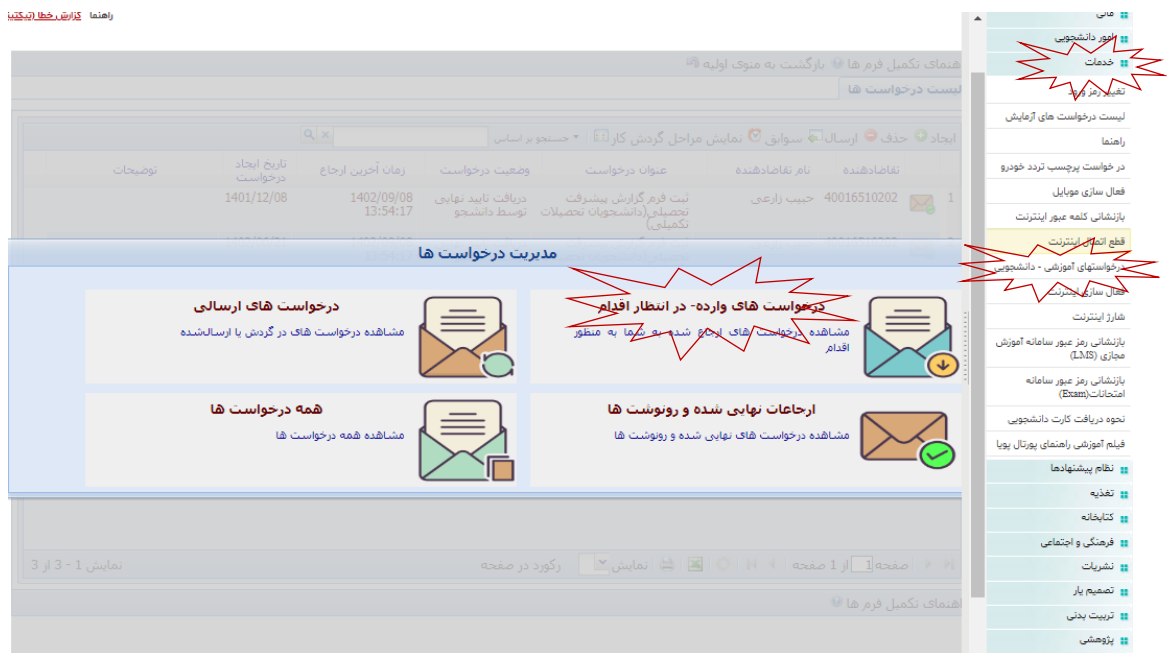 راهنما گزارش خطا (تیکتینگ
مالی
امور دانشجویی
خدمات
تغییر رمز ورود
لیست درخواست های آزمایش
راهنما
در خواست پرچسب تردد خودرو
فعال سازی موبایل
بازنشانی کلمه عبور اینترنت
قطع اتصال اینترنت
درخواستهای آموزشی - دانشجویی
فعال سازی اینترنت
شارژ اینترنت
بازنشانی رمز عبور سامانه آموزش
مجازی (LMS)
بازنشانی رمز عبور سامانه
امتحانات(Exam)
نحوه دریافت کارت دانشجویی
فیلم آموزشی راهنمای پورتال پویا
نظام پیشنهادها
تغذیه
کتابخانه
فرهنگی و اجتماعی
نشریات
تصمیم یار
تربیت بدنی
پژوهشی
هنمای تکمیل فرم ها بازگشت به منوی اولیه
لیست درخواست ها
ایجاد حذف ارسال سوابق نمایش مراحل گردش کار جستجو بر اساس
تقاضادهنده نام تقاضادهنده عنوان درخواست وضعیت درخواست زمان آخرین ارجاع تاریخ ایجاد درخواست توضیحات
1 40016510202 حبیب زارعی ثبت فرم گزارش پیشرفت دریافت تایید نهایی 1402/09/08 1401/12/08
تحصیلی(دانشجویان تحصیلات توسط دانشجو 13:54:17
تکمیلی)
مدیریت درخواست ها
درخواست های وارده- در انتظار اقدام
مشاهده درخواست های ارجاع شده به شما به منظور
اقدام
درخواست های ارسالی
مشاهده درخواست های در گردش یا ارسال‌شده
ارجاعات نهایی شده و رونوشت ها
مشاهده درخواست های نهایی شده و رونوشت ها
همه درخواست ها
مشاهده همه درخواست ها
صفحه 1 از 1 صفحه نمایش رکورد در صفحه نمایش 1 - 3 از 3
هنمای تکمیل فرم ها